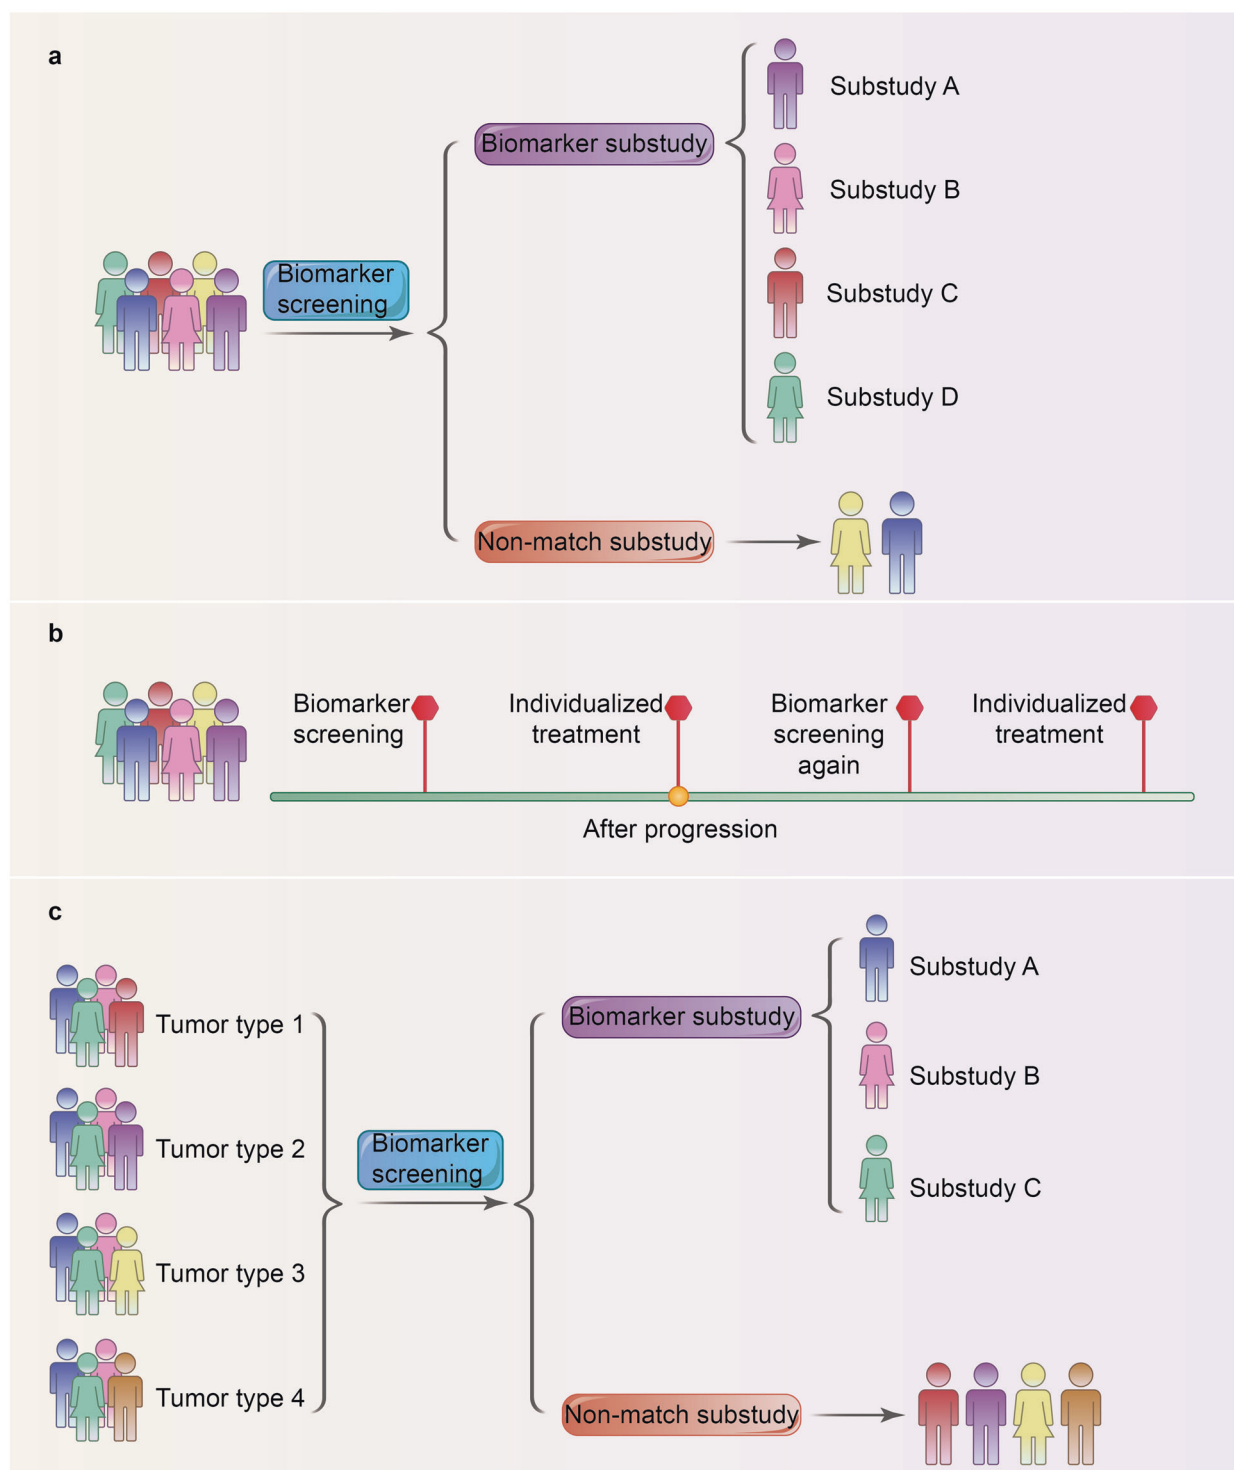 a
Biomarker
screening
Biomarker substudy
Substudy A
Substudy B
Substudy C
Substudy D
Non-match substudy
b
Biomarker
screening
Individualized
treatment
Biomarker
screening
again
Individualized
treatment
After progression
c
Tumor type 1
Tumor type 2
Tumor type 3
Tumor type 4
Biomarker
screening
Biomarker substudy
Substudy A
Substudy B
Substudy C
Non-match substudy